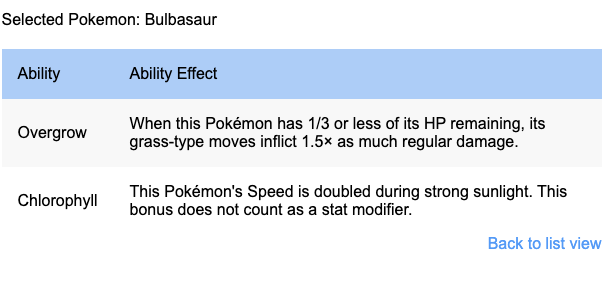 Selected Pokemon: Bulbasaur
Ability Ability Effect
Overgrow When this Pokémon has 1/3 or less of its HP remaining, its
grass-type moves inflict 1.5× as much regular damage.
Chlorophyll This Pokémon's Speed is doubled during strong sunlight. This
bonus does not count as a stat modifier.
Back to list view